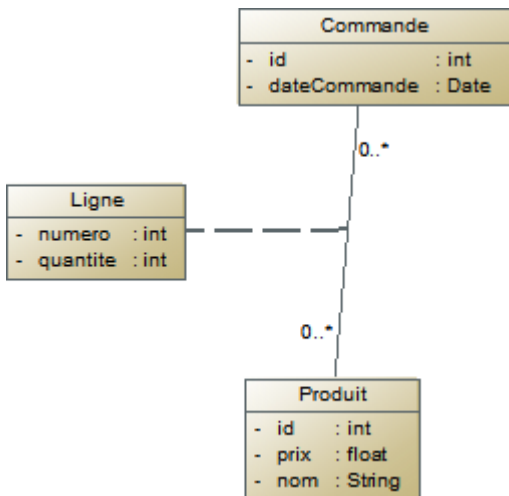 Commande
- id : int
- dateCommande : Date
0..*
Ligne
- numero : int
- quantite : int
0..*
Produit
- id : int
- prix : float
- nom : String